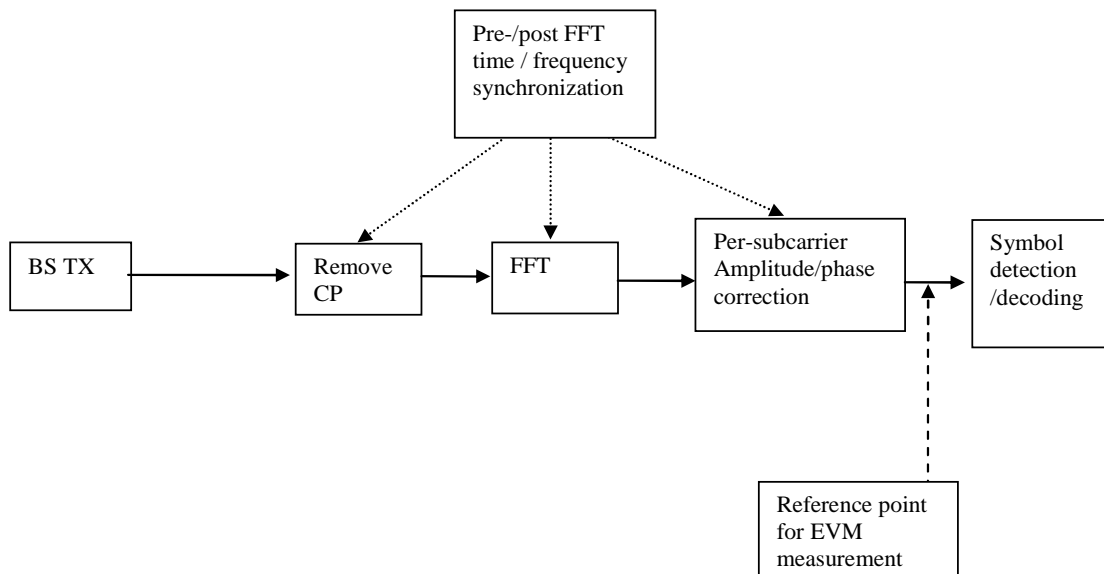 Pre-/post FFT
time / frequency
synchronization
BS TX
Remove
CP
FFT
Per-subcarrier
Amplitude/phase
correction
Symbol
detection
/decoding
Reference point
for EVM
measurement